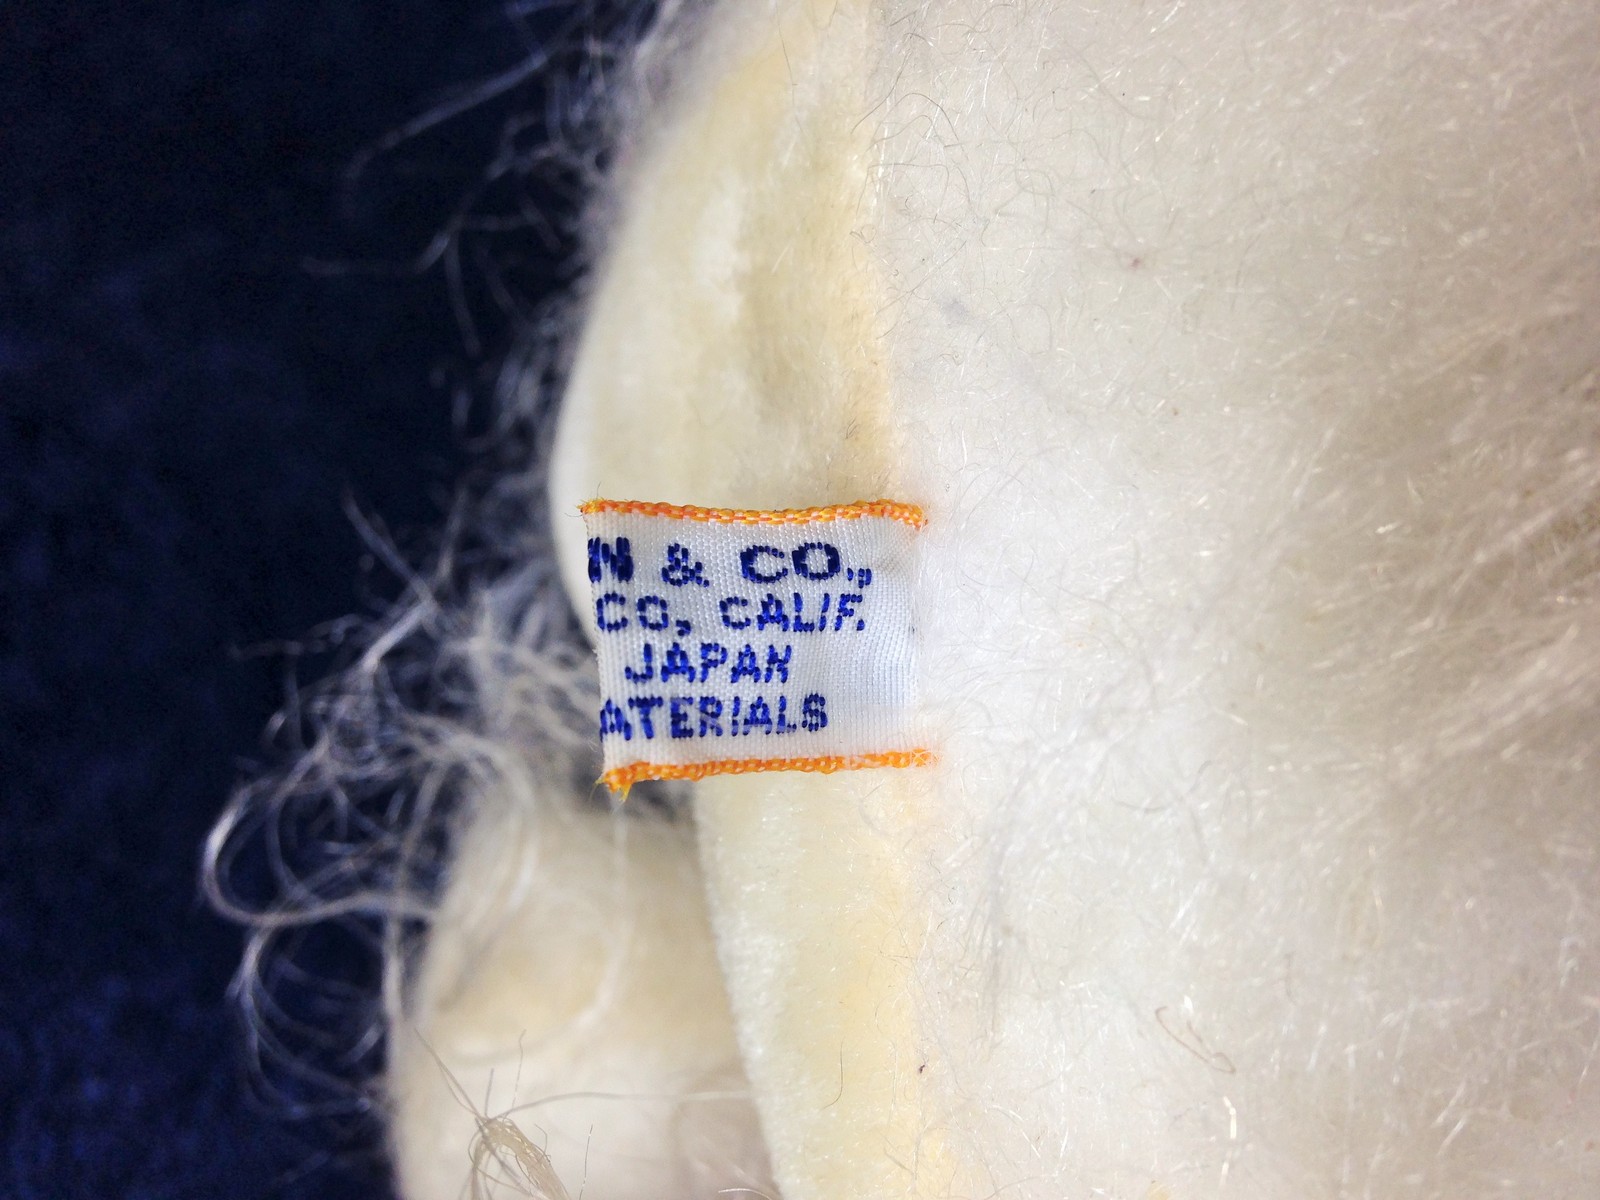 N & CO.,
CO, CALIF.
JAPAN
ATERIALS